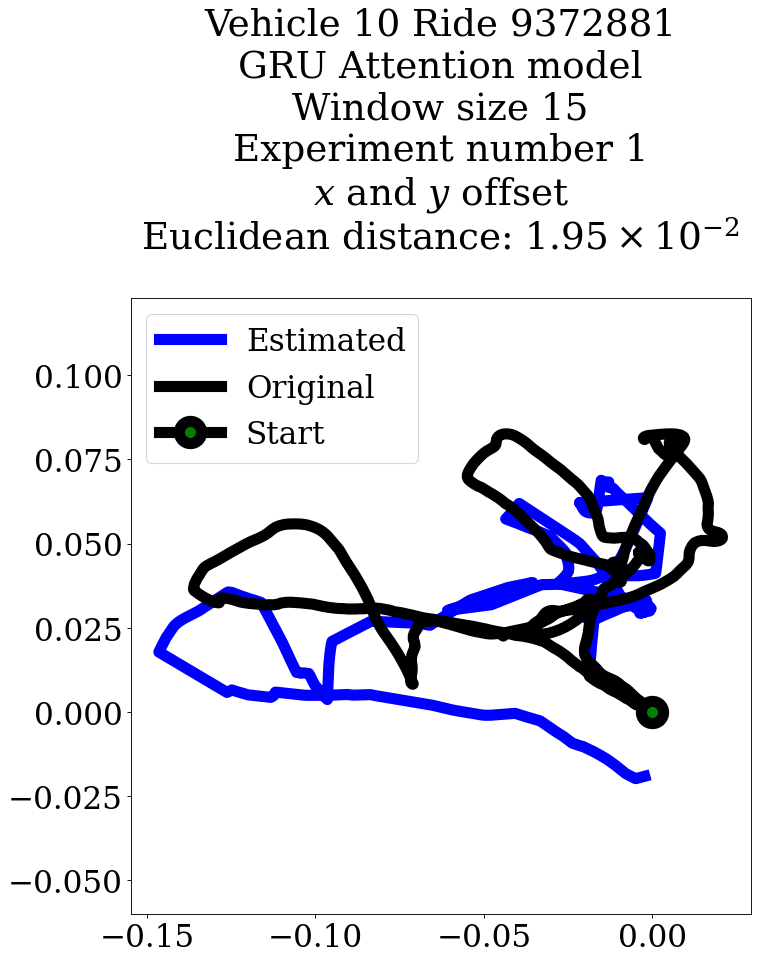 Vehicle 10 Ride 9372881
GRU Attention model
Window size 15
Experiment number 1
x and y offset
Euclidean distance: 1.95 × 10⁻²
Estimated
Original
Start
0.100
0.075
0.050
0.025
0.000
−0.025
−0.050
−0.15
−0.10
−0.05
0.00